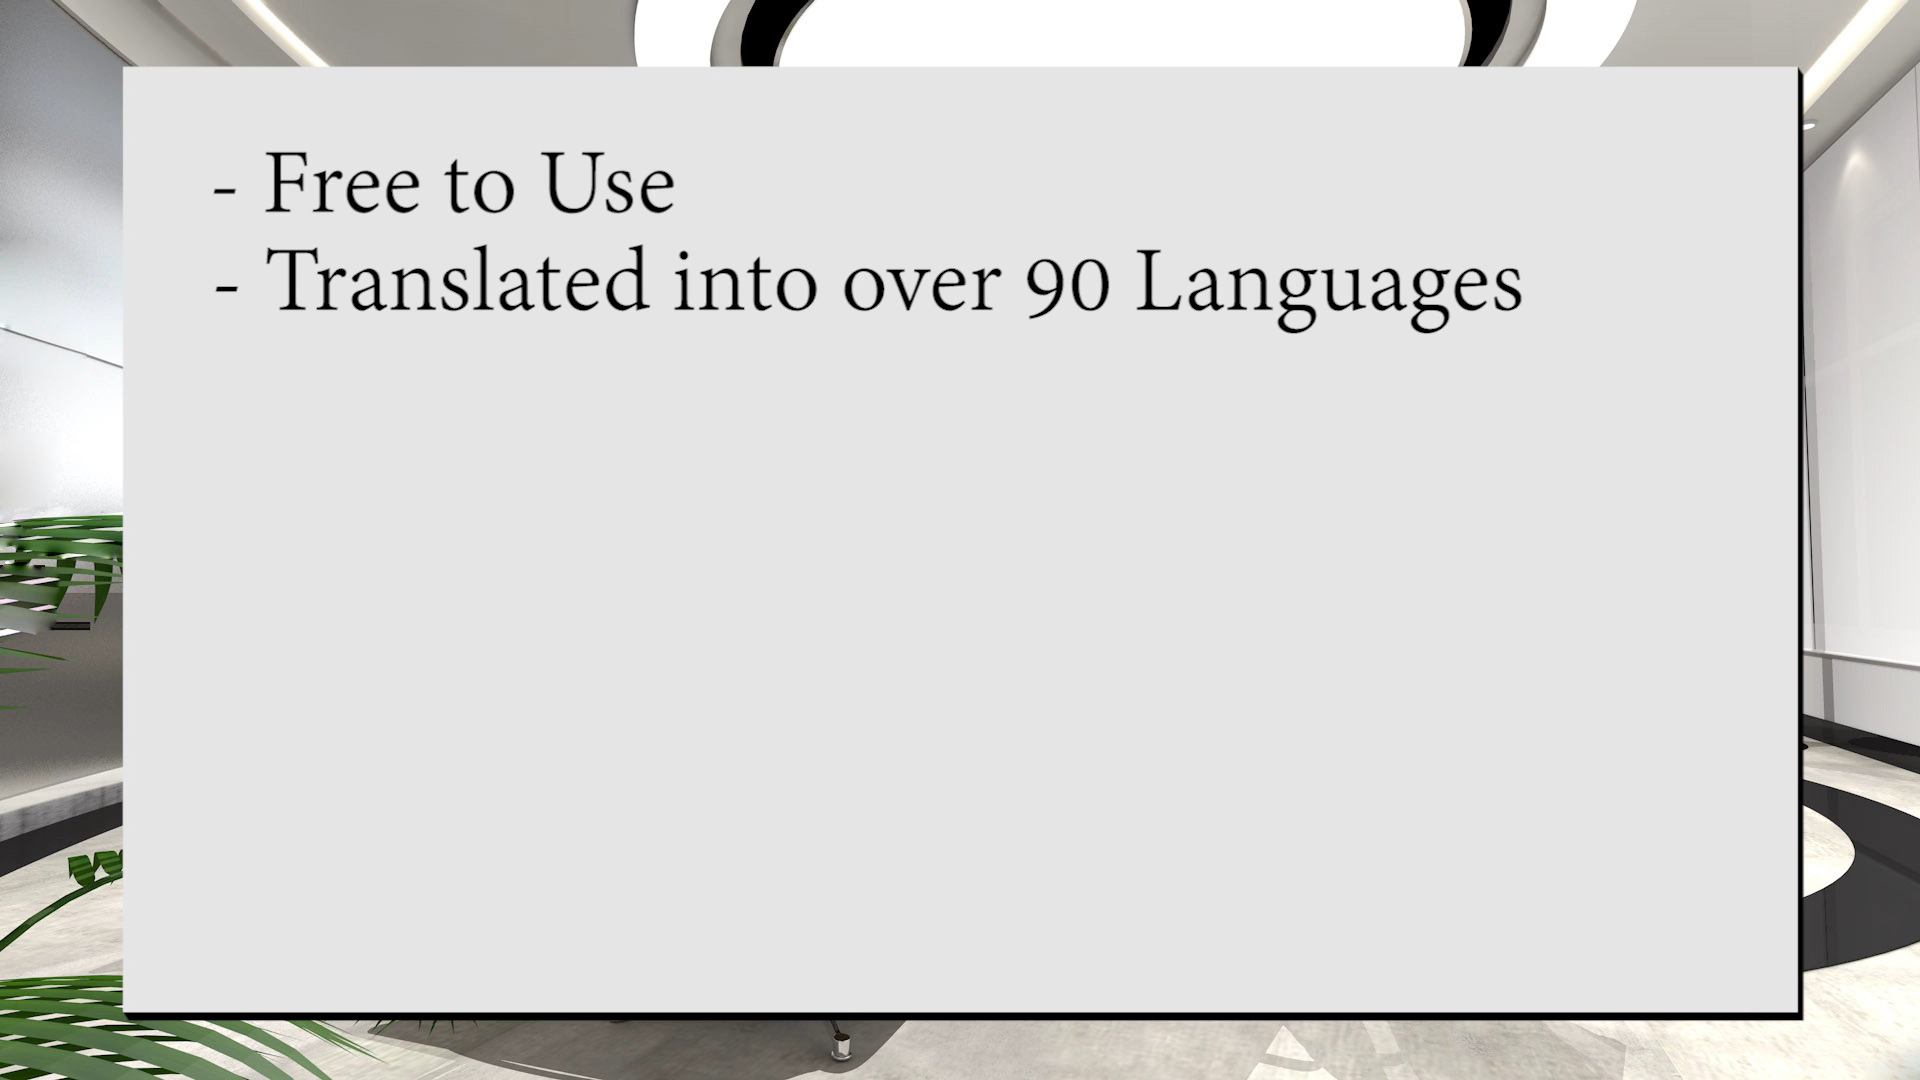 - Free to Use
- Translated into over 90 Languages